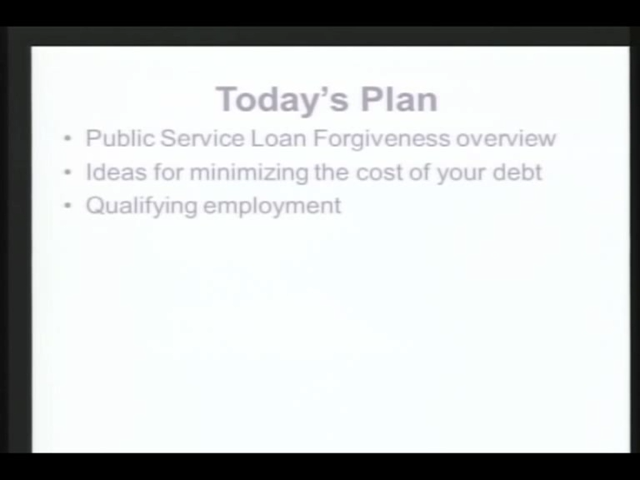 Today's Plan
• Public Service Loan Forgiveness overview
• Ideas for minimizing the cost of your debt
• Qualifying employment